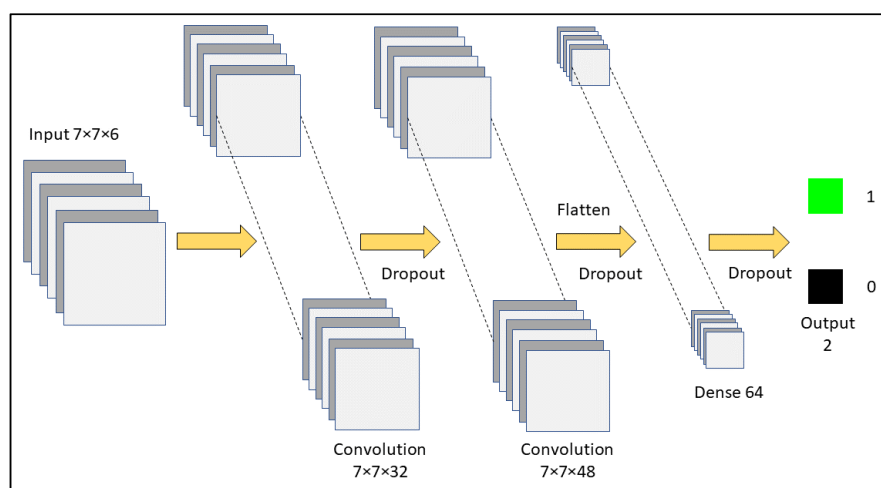 Input 7×7×6
Dropout
Convolution
7×7×32
Flatten
Dropout
Convolution
7×7×48
Dropout
Dense 64
1
0
Output
2